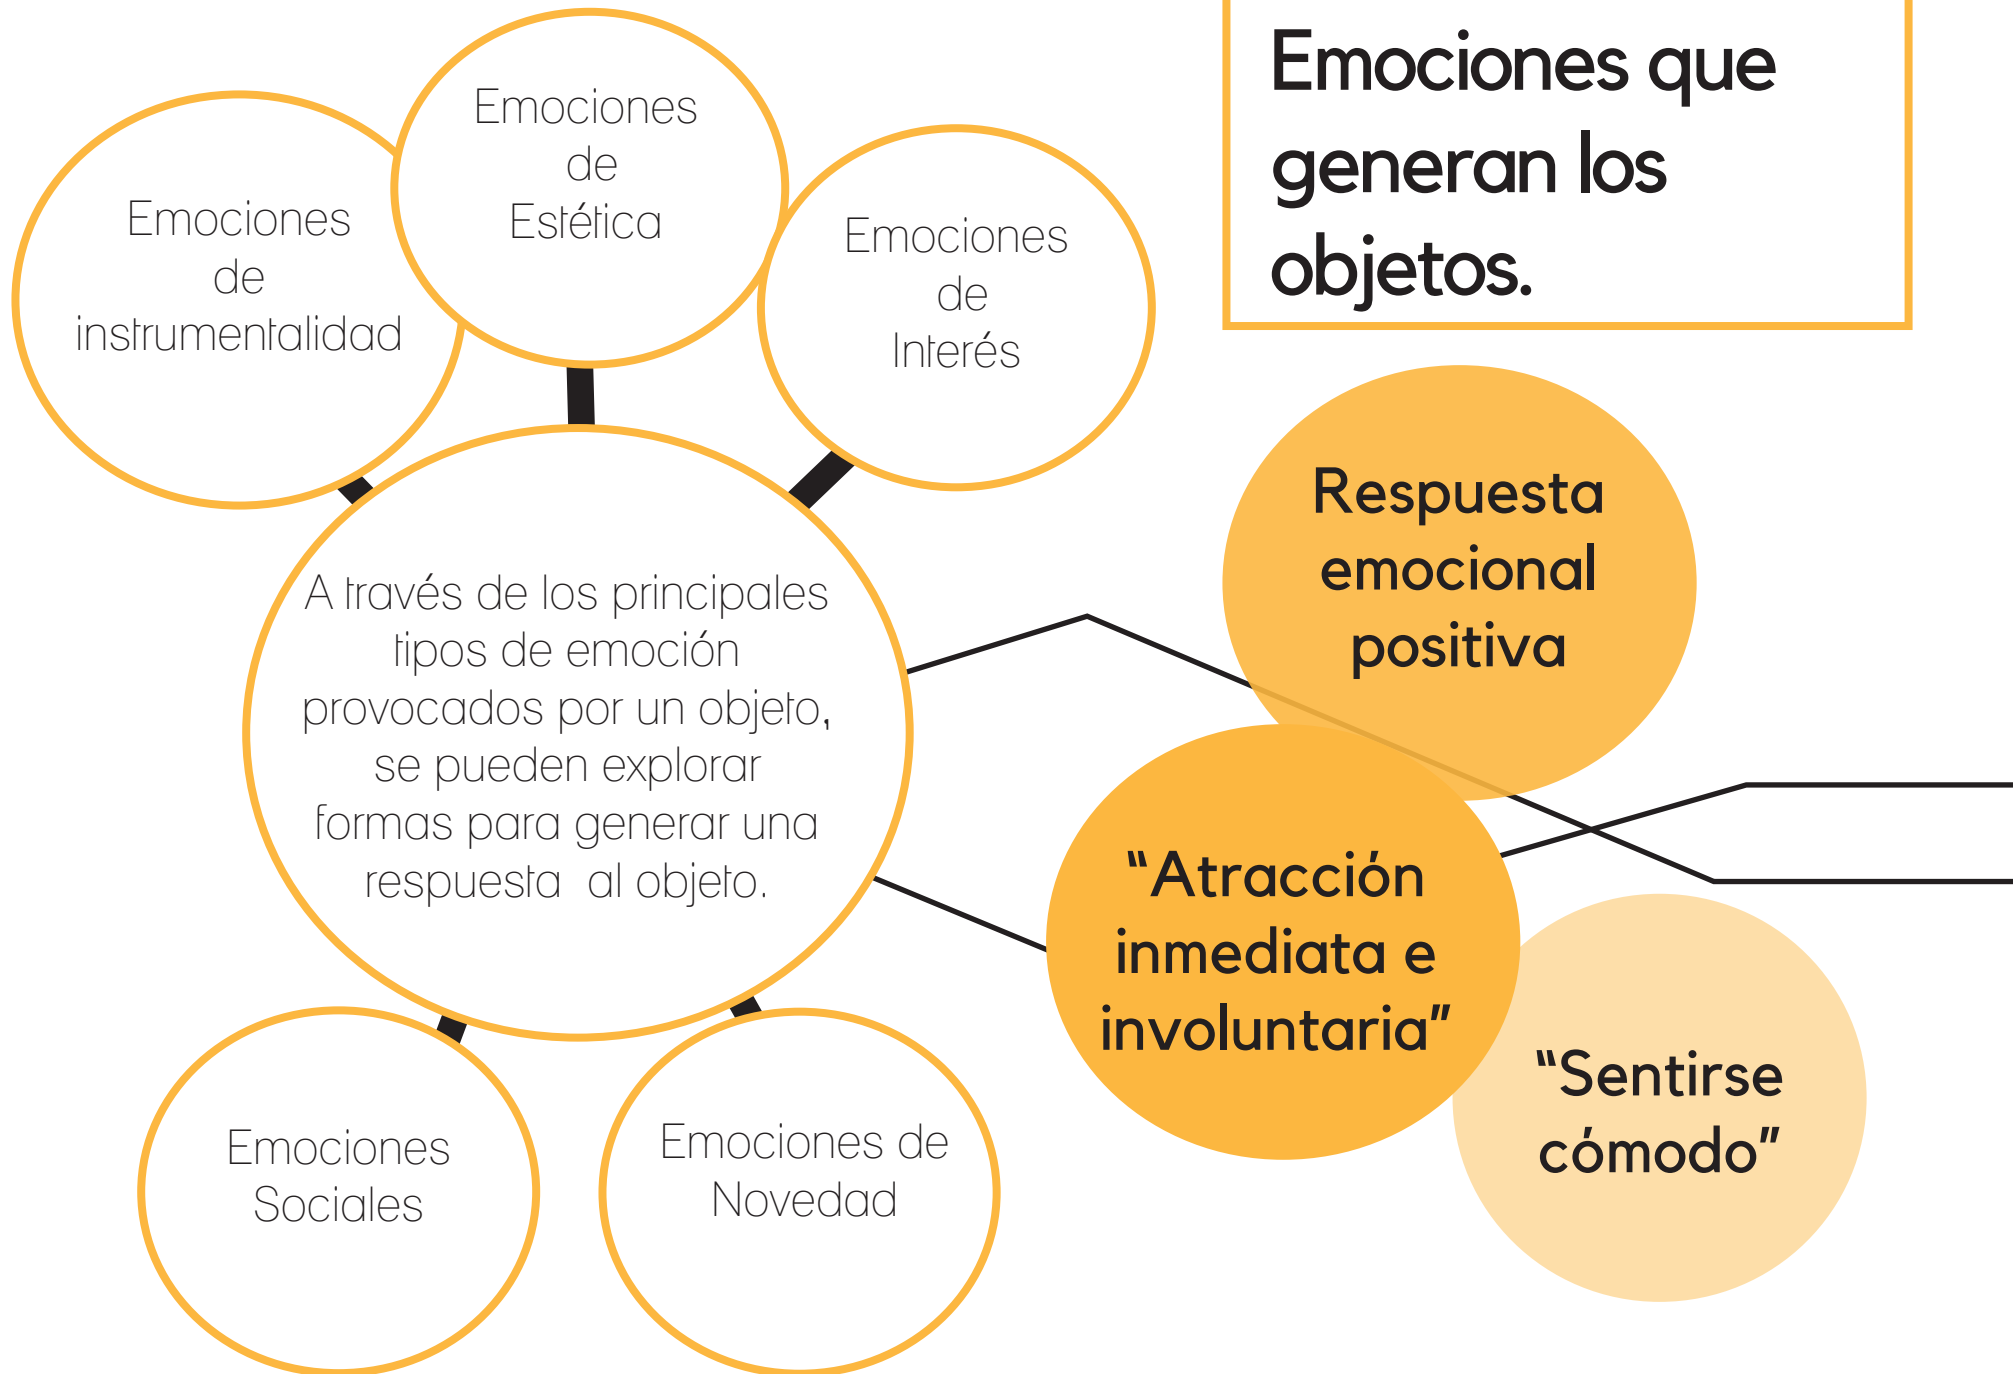 Emociones que
generan los
objetos.
Emociones
de
instrumentalidad
Emociones
de
Estética
Emociones
de
Interés
A través de los principales
tipos de emoción
provocados por un objeto,
se pueden explorar
formas para generar una
respuesta al objeto.
Emociones
Sociales
Emociones de
Novedad
Respuesta
emocional
positiva
“Atracción
inmediata e
involuntaria”
“Sentirse
cómodo”